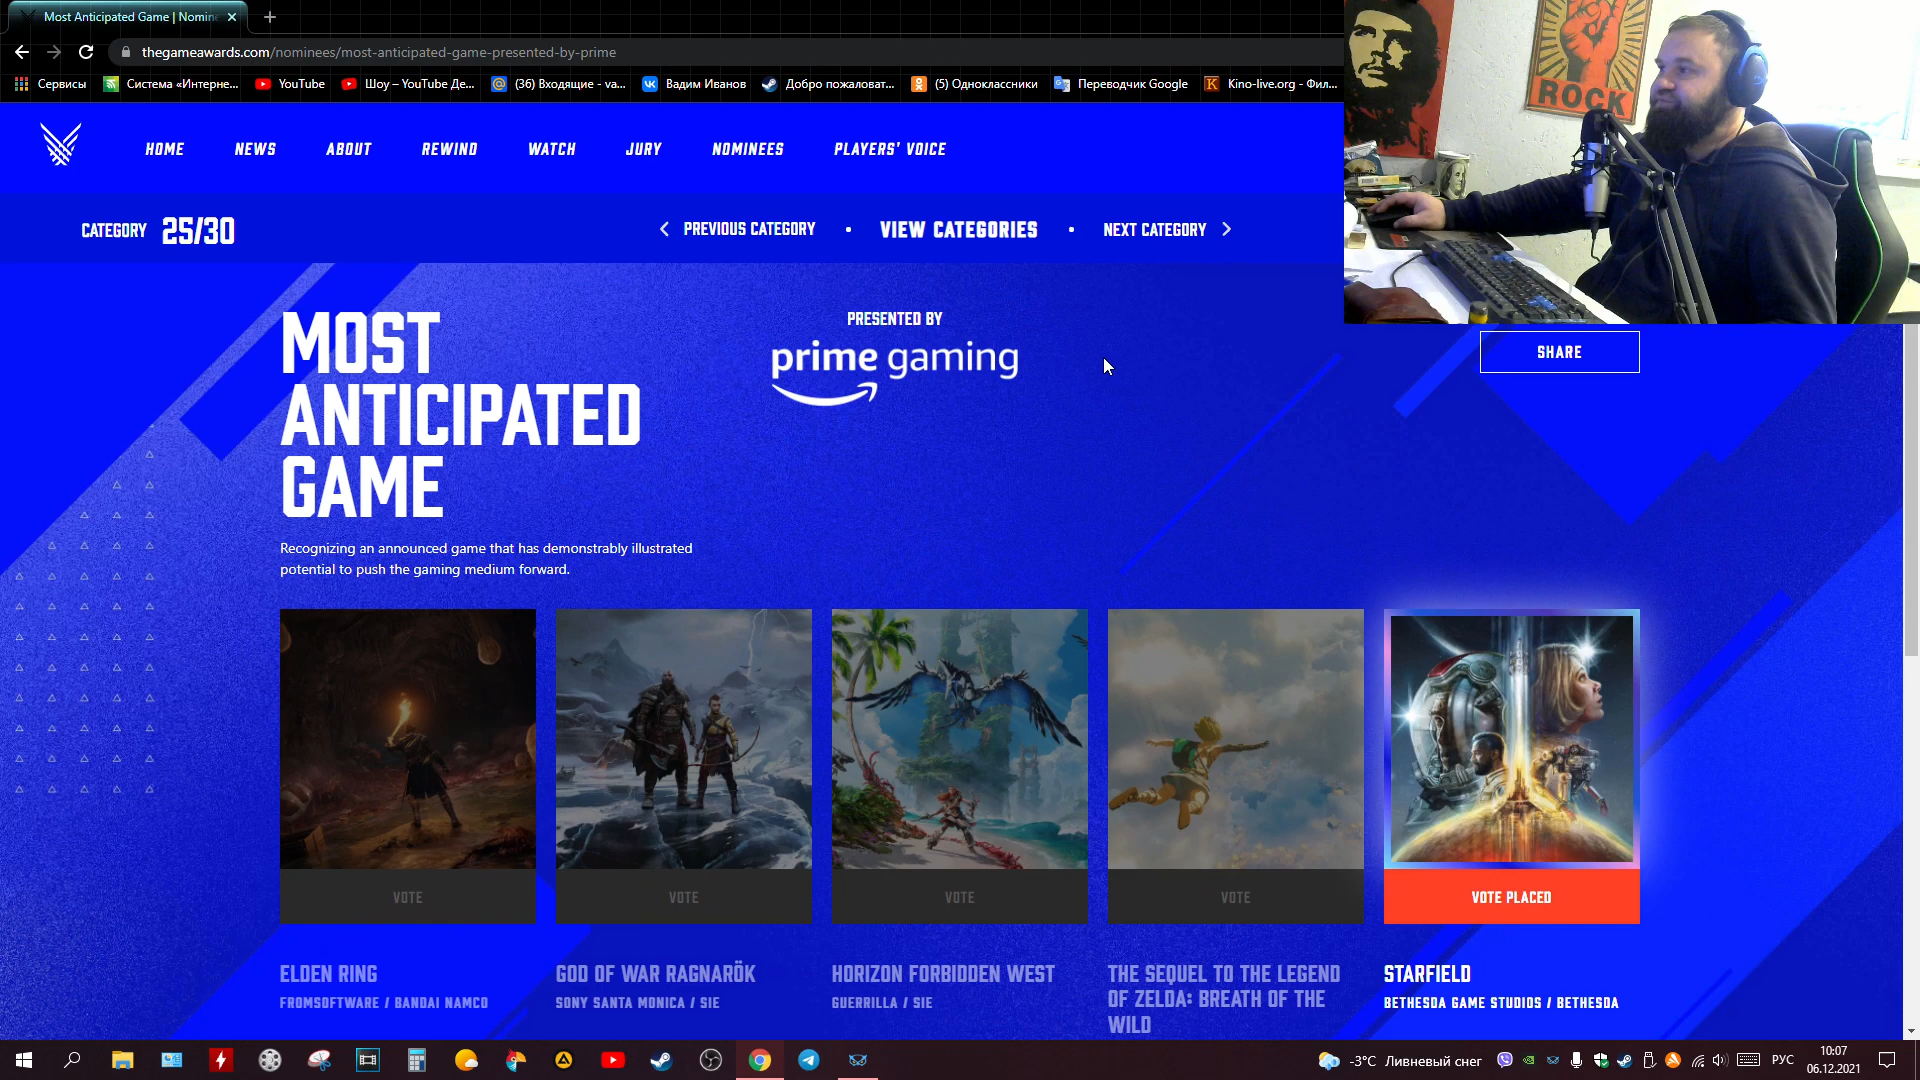 Most Anticipated Game | Nomin
thegameawards.com/nominees/most-anticipated-game-presented-by-prime
Сервисы
Система «Интерне...
YouTube
Шоу – YouTube Де...
(36) Входящие - va...
Вадим Иванов
Добро пожаловат...
(5) Одноклассники
Переводчик Google
Kino-live.org - Фил...
ROCK
HOME
NEWS
ABOUT
REWIND
WATCH
JURY
NOMINEES
PLAYERS' VOICE
CATEGORY 25/30
PREVIOUS CATEGORY
VIEW CATEGORIES
NEXT CATEGORY
MOST
ANTICIPATED
GAME
PRESENTED BY
prime gaming
SHARE
Recognizing an announced game that has demonstrably illustrated
potential to push the gaming medium forward.
VOTE
VOTE
VOTE
VOTE
VOTE PLACED
ELDEN RING
FROMSOFTWARE / BANDAI NAMCO
GOD OF WAR RAGNARÖK
SONY SANTA MONICA / SIE
HORIZON FORBIDDEN WEST
GUERRILLA / SIE
THE SEQUEL TO THE LEGEND
OF ZELDA: BREATH OF THE
WILD
STARFIELD
BETHESDA GAME STUDIOS / BETHESDA
-3°C Ливневый снег
РУС
10:07
06.12.2021